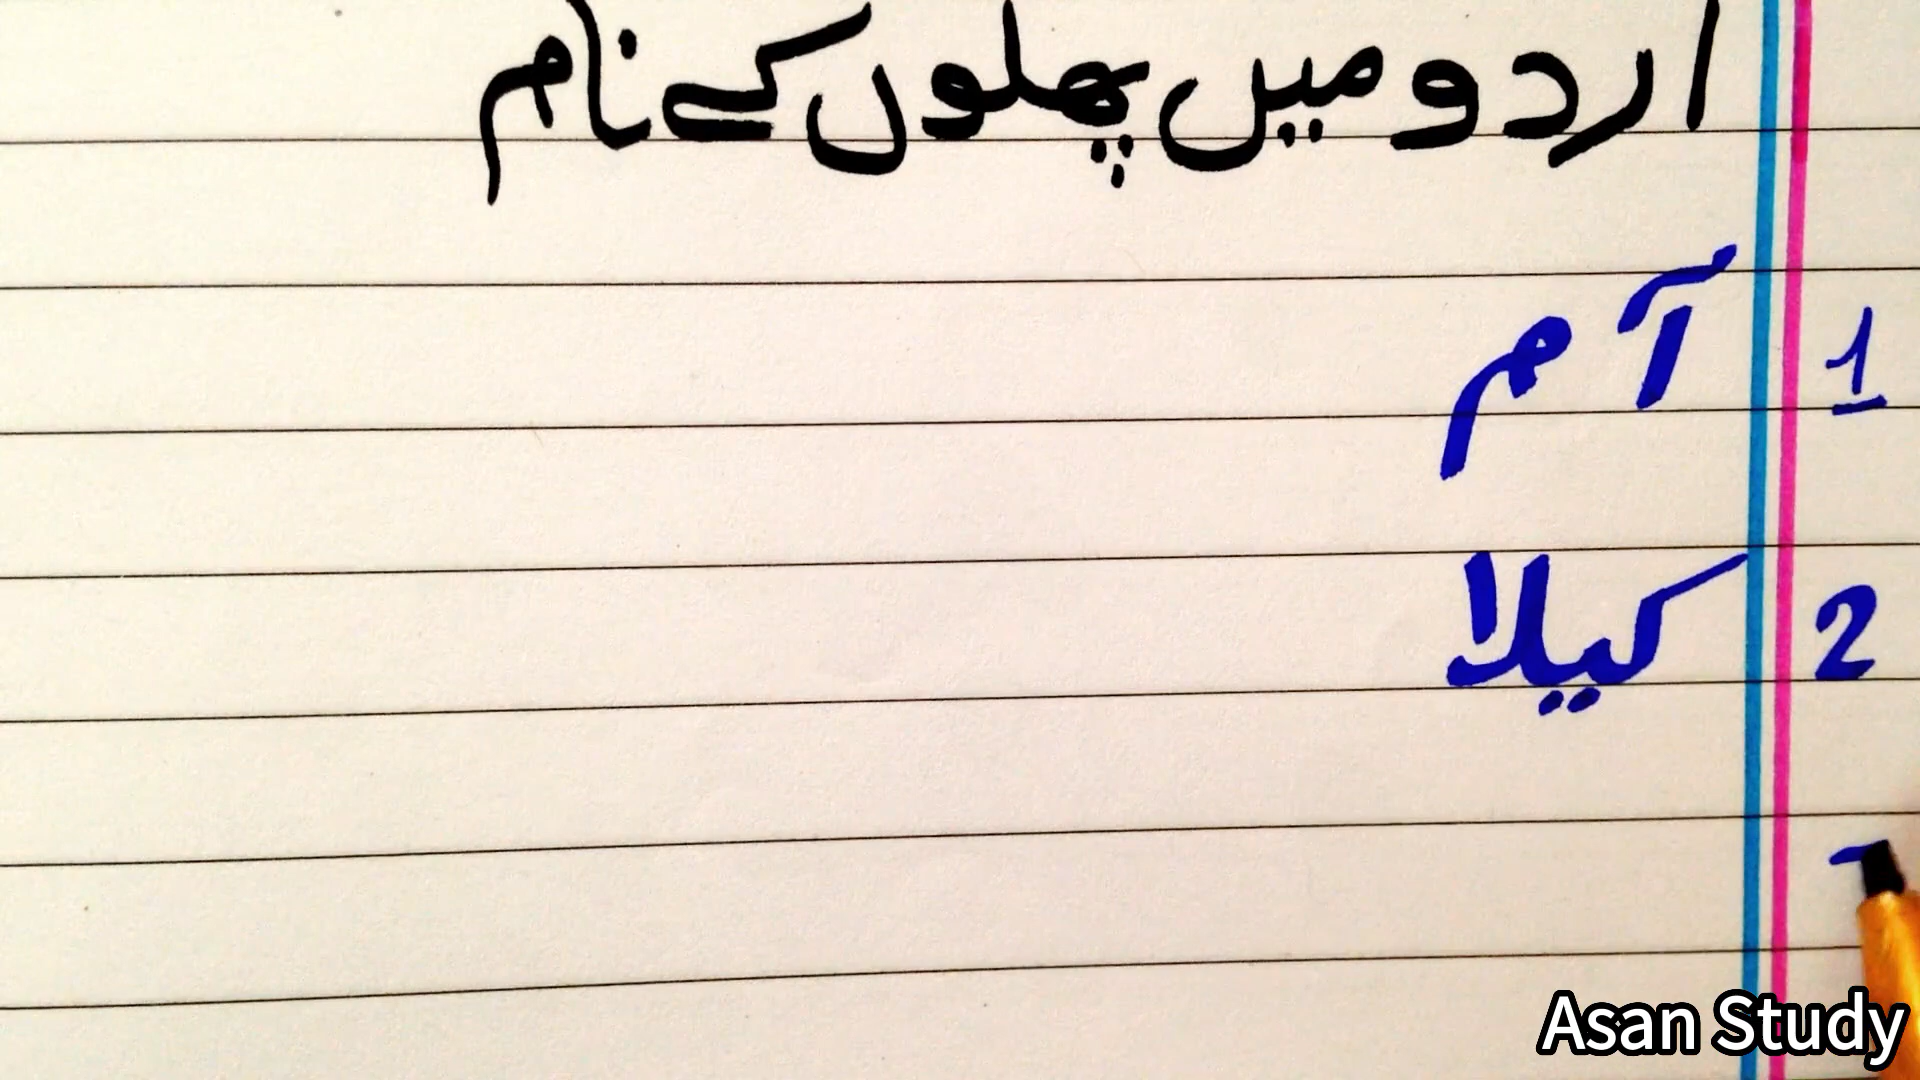 اردو میں پھلوں کے نام
1 آم
2 کیلا
Asan Study